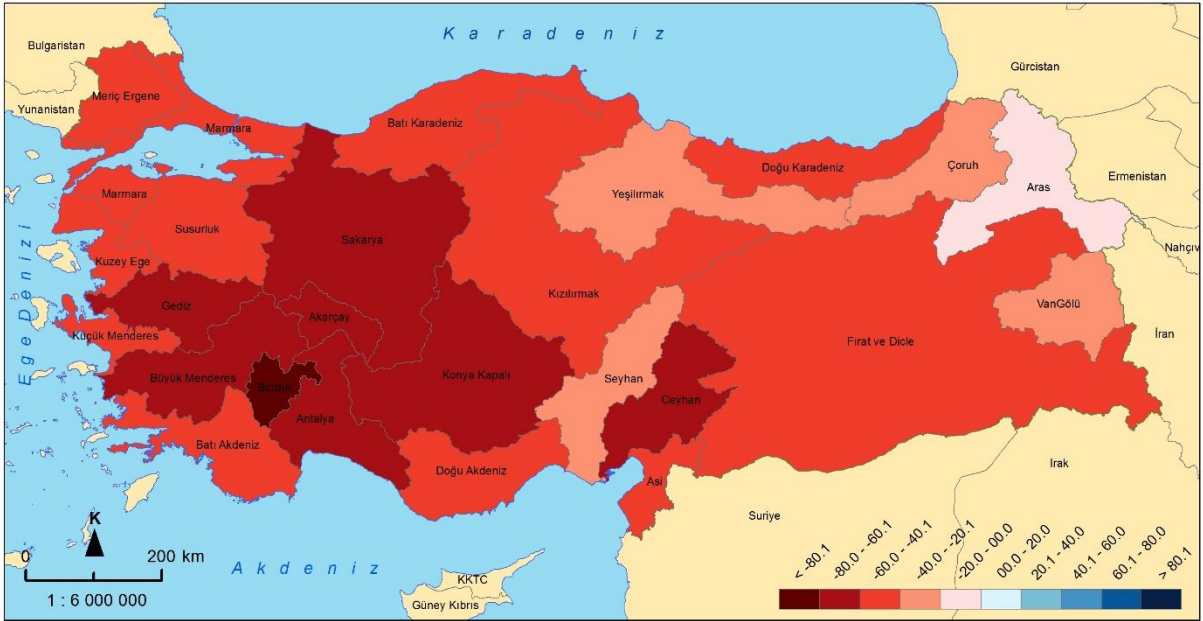 Karadeniz
Bulgaristan
Gürcistan
Meriç Ergene
Yunanistan
Marmara
Batı Karadeniz
Doğu Karadeniz
Çoruh
Ermenistan
Marmara
Yeşilırmak
Aras
Susurluk
Sakarya
Nahçıv
Kuzey Ege
Ege Denizi
Gediz
Akarçay
Kızılırmak
VanGölü
Küçük Menderes
Fırat ve Dicle
İran
Büyük Menderes
Burdur
Konya Kapalı
Seyhan
Ceyhan
Antalya
Batı Akdeniz
Doğu Akdeniz
Asi
Irak
Suriye
K
0 200 km
1 : 6 000 000
Akdeniz
KKTC
Güney Kıbrıs
< -80.1
-80.0 - -60.1
-60.0 - -40.1
-40.0 - -20.1
-20.0 - 00.0
00.0 - 20.0
20.1 - 40.0
40.1 - 60.0
60.1 - 80.0
> 80.1